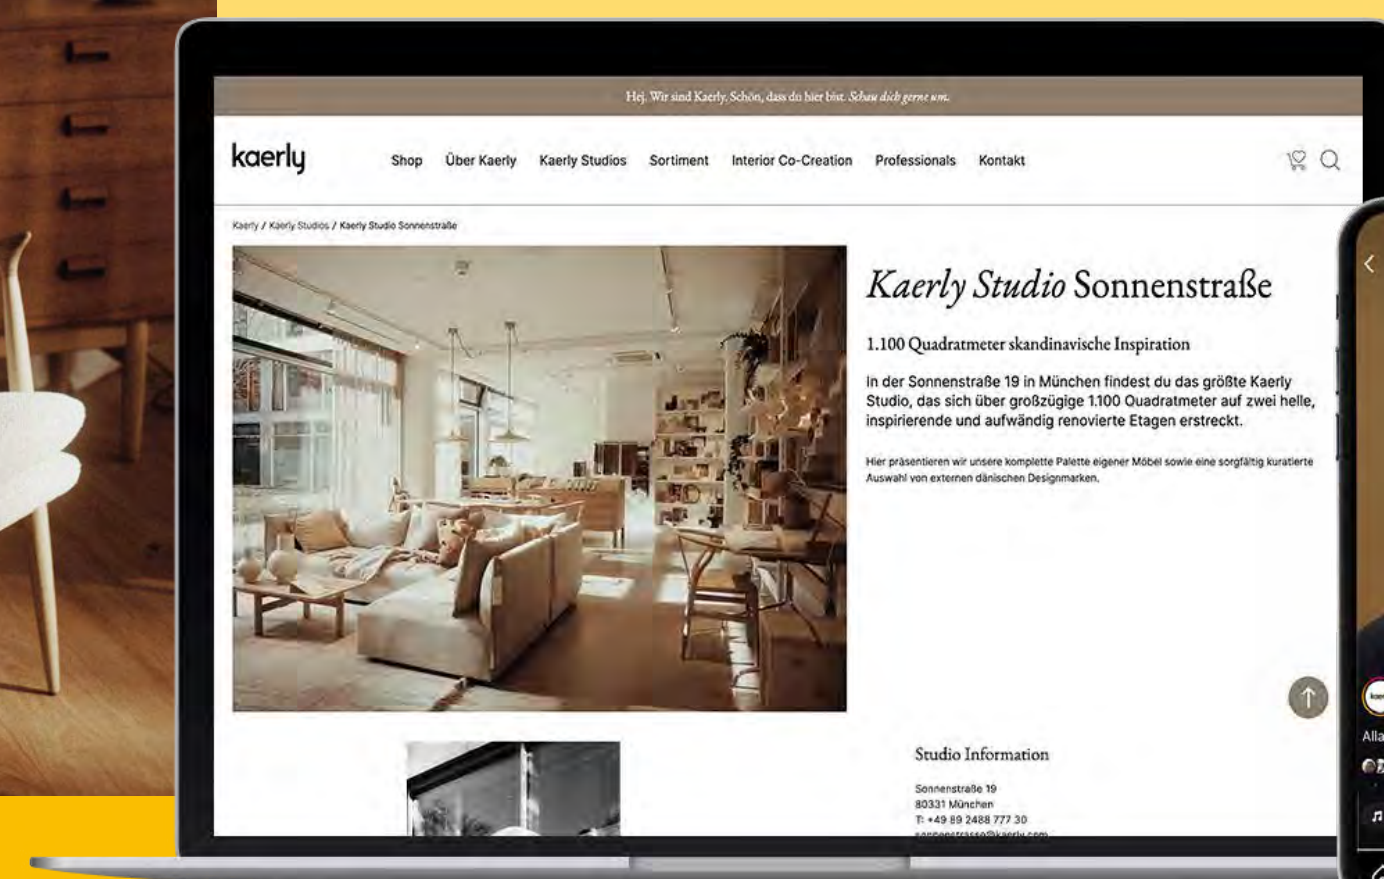 Hej. Wir sind Kaerly. Schön, dass du hier bist. Schau dich gerne um.
kaerly
Shop Über Kaerly Kaerly Studios Sortiment Interior Co-Creation Professionals Kontakt
Kaerly / Kaerly Studios / Kaerly Studio Sonnenstraße
Kaerly Studio Sonnenstraße
1.100 Quadratmeter skandinavische Inspiration
In der Sonnenstraße 19 in München findest du das größte Kaerly
Studio, das sich über großzügige 1.100 Quadratmeter auf zwei helle,
inspirierende und aufwändig renovierte Etagen erstreckt.
Hier präsentieren wir unsere komplette Palette eigener Möbel sowie eine sorgfältig kuratierte
Auswahl von externen dänischen Designmarken.
Studio Information
Sonnenstraße 19
80331 München
T: +49 89 2488 777 30
sonnenstrasse@kaerly.com
Alla